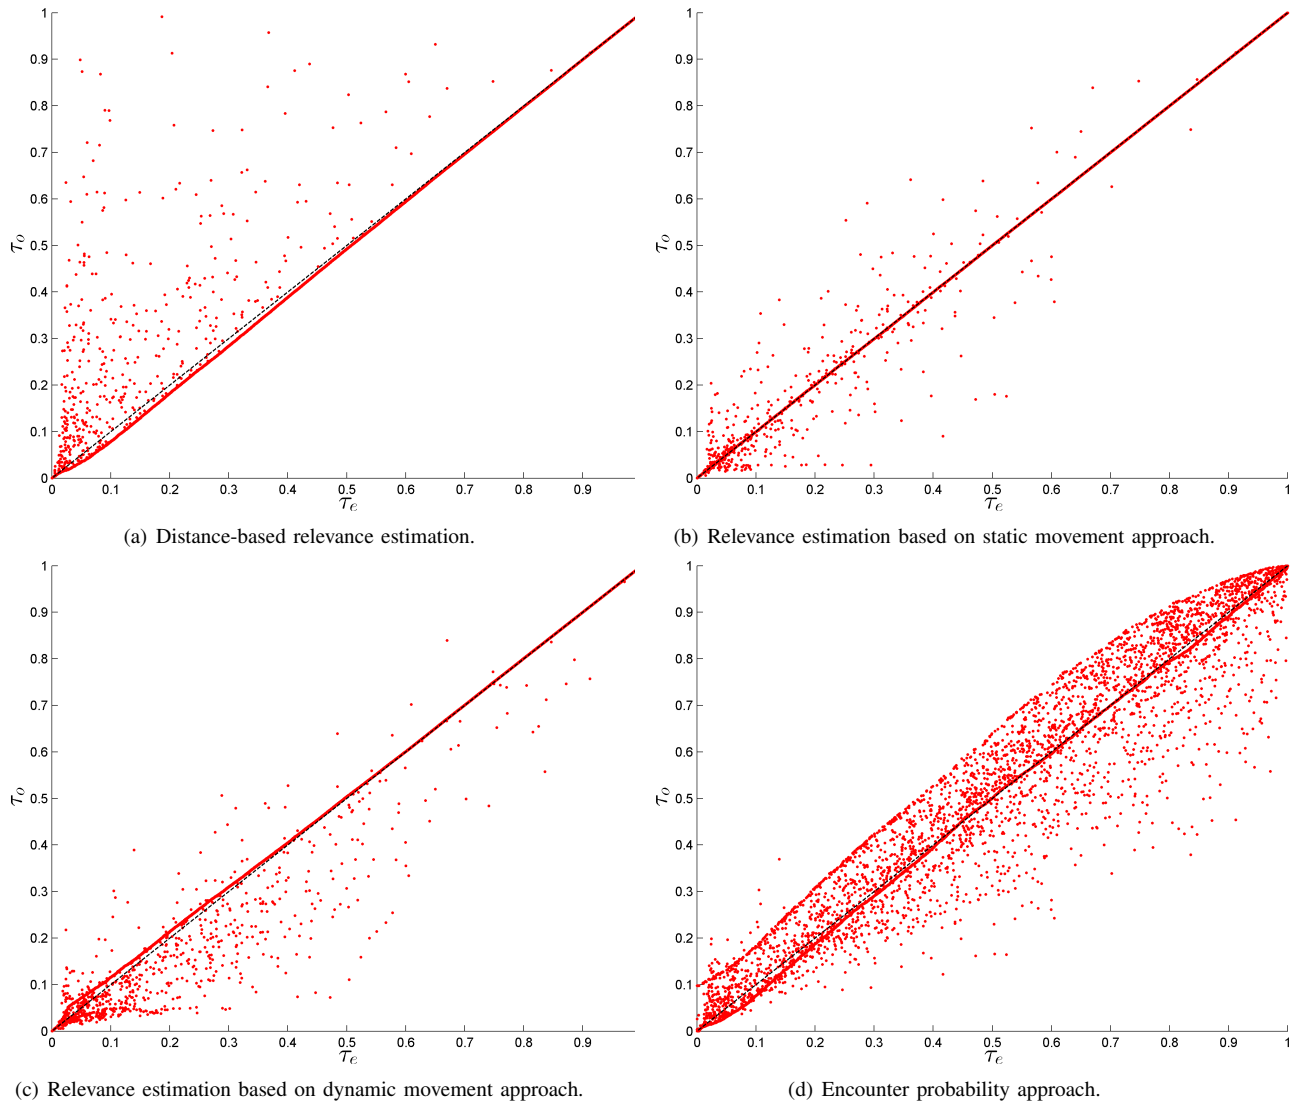 1
0.9
0.8
0.7
0.6
0.5
τo
0.4
0.3
0.2
0.1
0
0 0.1 0.2 0.3 0.4 0.5 0.6 0.7 0.8 0.9
τe
(a) Distance-based relevance estimation.
1
0.9
0.8
0.7
0.6
0.5
τo
0.4
0.3
0.2
0.1
0
0 0.1 0.2 0.3 0.4 0.5 0.6 0.7 0.8 0.9 1
τe
(b) Relevance estimation based on static movement approach.
1
0.9
0.8
0.7
0.6
0.5
τo
0.4
0.3
0.2
0.1
0
0 0.1 0.2 0.3 0.4 0.5 0.6 0.7 0.8 0.9
τe
(c) Relevance estimation based on dynamic movement approach.
1
0.9
0.8
0.7
0.6
0.5
τo
0.4
0.3
0.2
0.1
0
0 0.1 0.2 0.3 0.4 0.5 0.6 0.7 0.8 0.9 1
τe
(d) Encounter probability approach.